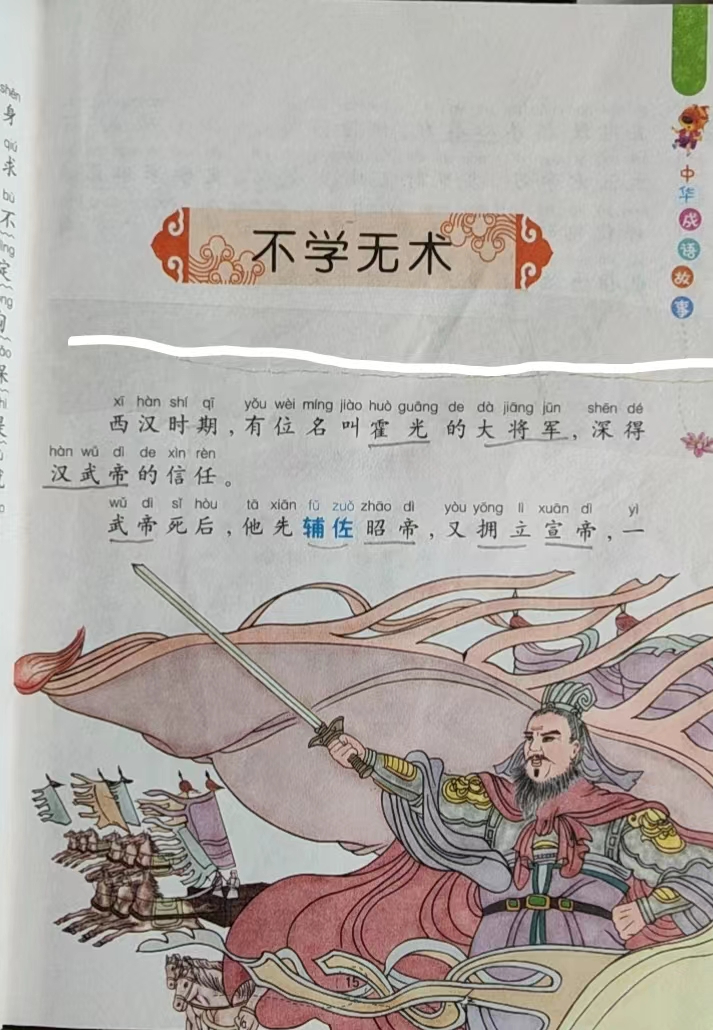 不学无术
xī hàn shí qī yǒu wèi míng jiào huò guāng de dà jiāng jūn shēn dé
西汉时期,有位名叫霍光的大将军,深得
hàn wǔ dì de xìn rèn
汉武帝的信任。
wǔ dì sǐ hòu tā xiān fǔ zuǒ zhāo dì yòu yōng lì xuān dì yì
武帝死后,他先辅佐昭帝,又拥立宣帝,一
15
中华成语故事
shēn
身
qiú
求
bù
不